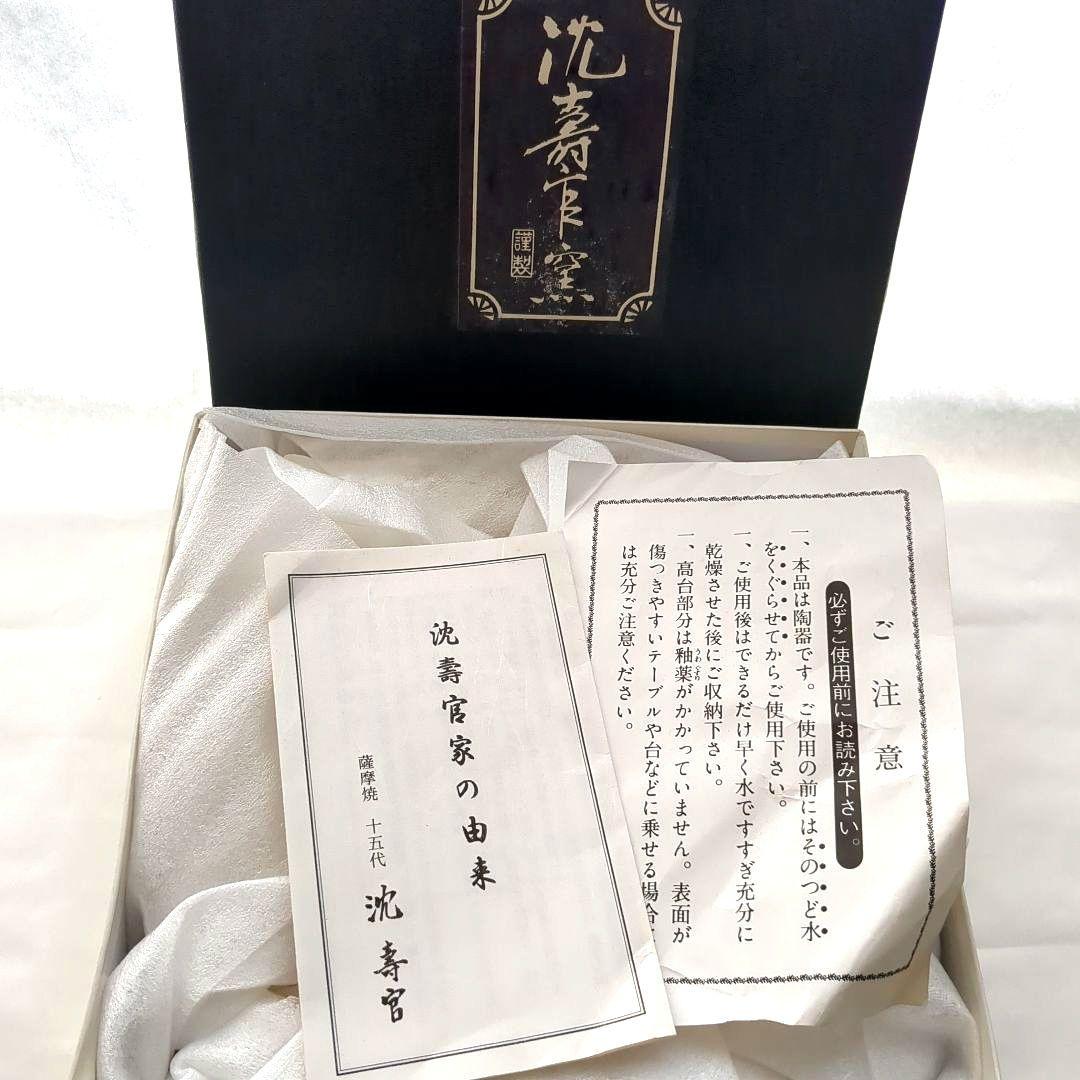 沈壽官窯
謹製
ご注意
必ずご使用前にお読み下さい。
一、本品は陶器です。ご使用の前にはそのつど水
をくぐらせてからご使用下さい。
一、ご使用後はできるだけ早く水ですすぎ充分に
乾燥させた後にご収納下さい。
一、高台部分は釉薬がかかっていません。表面が
うわぐすり
傷つきやすいテーブルや台などに乗せる場合
は充分ご注意ください。
沈壽官家の由来
薩摩焼 十五代 沈壽官